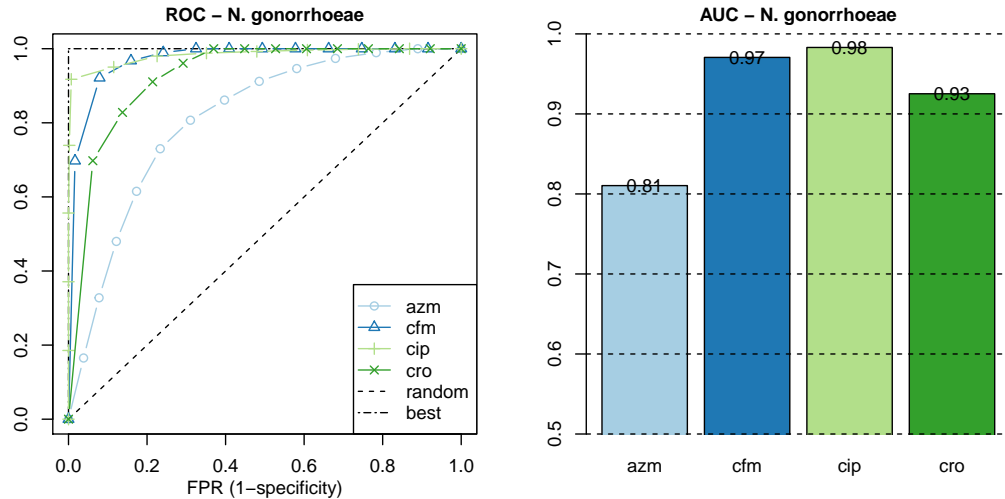 ROC − N. gonorrhoeae
1.0
0.8
0.6
0.4
0.2
0.0
azm
cfm
cip
cro
random
best
0.0 0.2 0.4 0.6 0.8 1.0
FPR (1−specificity)
AUC − N. gonorrhoeae
1.0
0.9
0.8
0.7
0.6
0.5
0.81
0.97
0.98
0.93
azm cfm cip cro